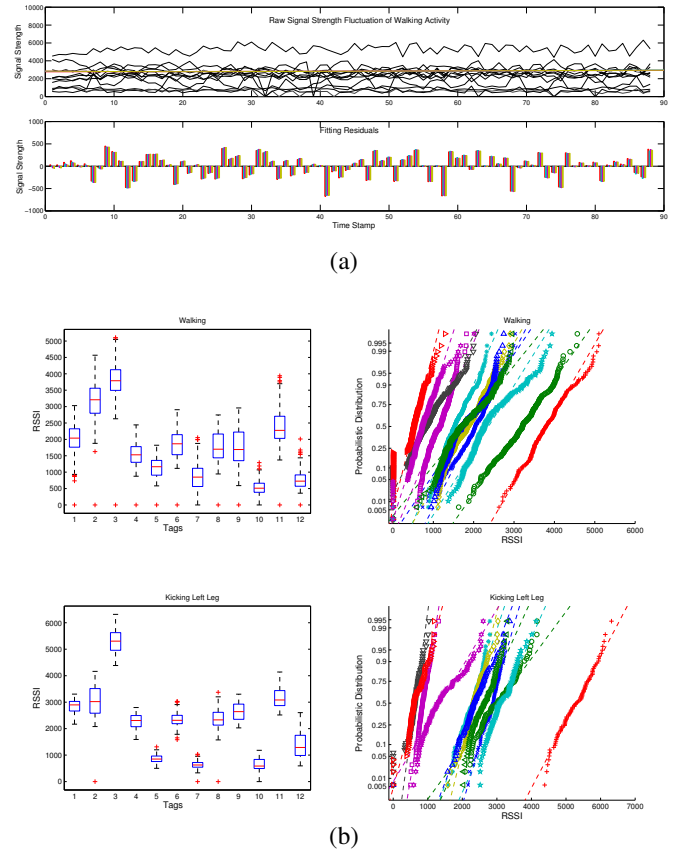 Raw Signal Strength Fluctuation of Walking Activity
Signal Strength
10000
8000
6000
4000
2000
0
0 10 20 30 40 50 60 70 80 90
Fitting Residuals
Signal Strength
1000
500
0
−500
−1000
0 10 20 30 40 50 60 70 80 90
Time Stamp
(a)
Walking
RSSI
5000
4500
4000
3500
3000
2500
2000
1500
1000
500
0
1 2 3 4 5 6 7 8 9 10 11 12
Tags
Walking
Probabilistic Distribution
0.995
0.99
0.95
0.9
0.75
0.5
0.25
0.1
0.05
0.01
0.005
0 1000 2000 3000 4000 5000 6000
RSSI
Kicking Left Leg
RSSI
6000
5000
4000
3000
2000
1000
0
1 2 3 4 5 6 7 8 9 10 11 12
Tags
Kicking Left Leg
Probabilistic Distribution
0.995
0.99
0.95
0.9
0.75
0.5
0.25
0.1
0.05
0.01
0.005
0 1000 2000 3000 4000 5000 6000 7000
RSSI
(b)